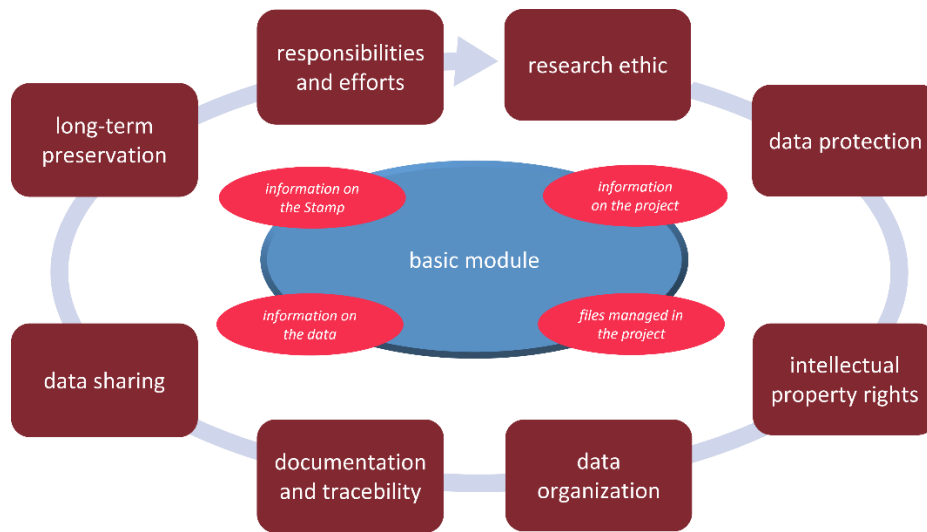 responsibilities
and efforts
research ethic
long-term
preservation
data protection
information on
the Stamp
information
on the project
basic module
information on
the data
files managed in
the project
data sharing
intellectual
property rights
documentation
and tracebility
data
organization